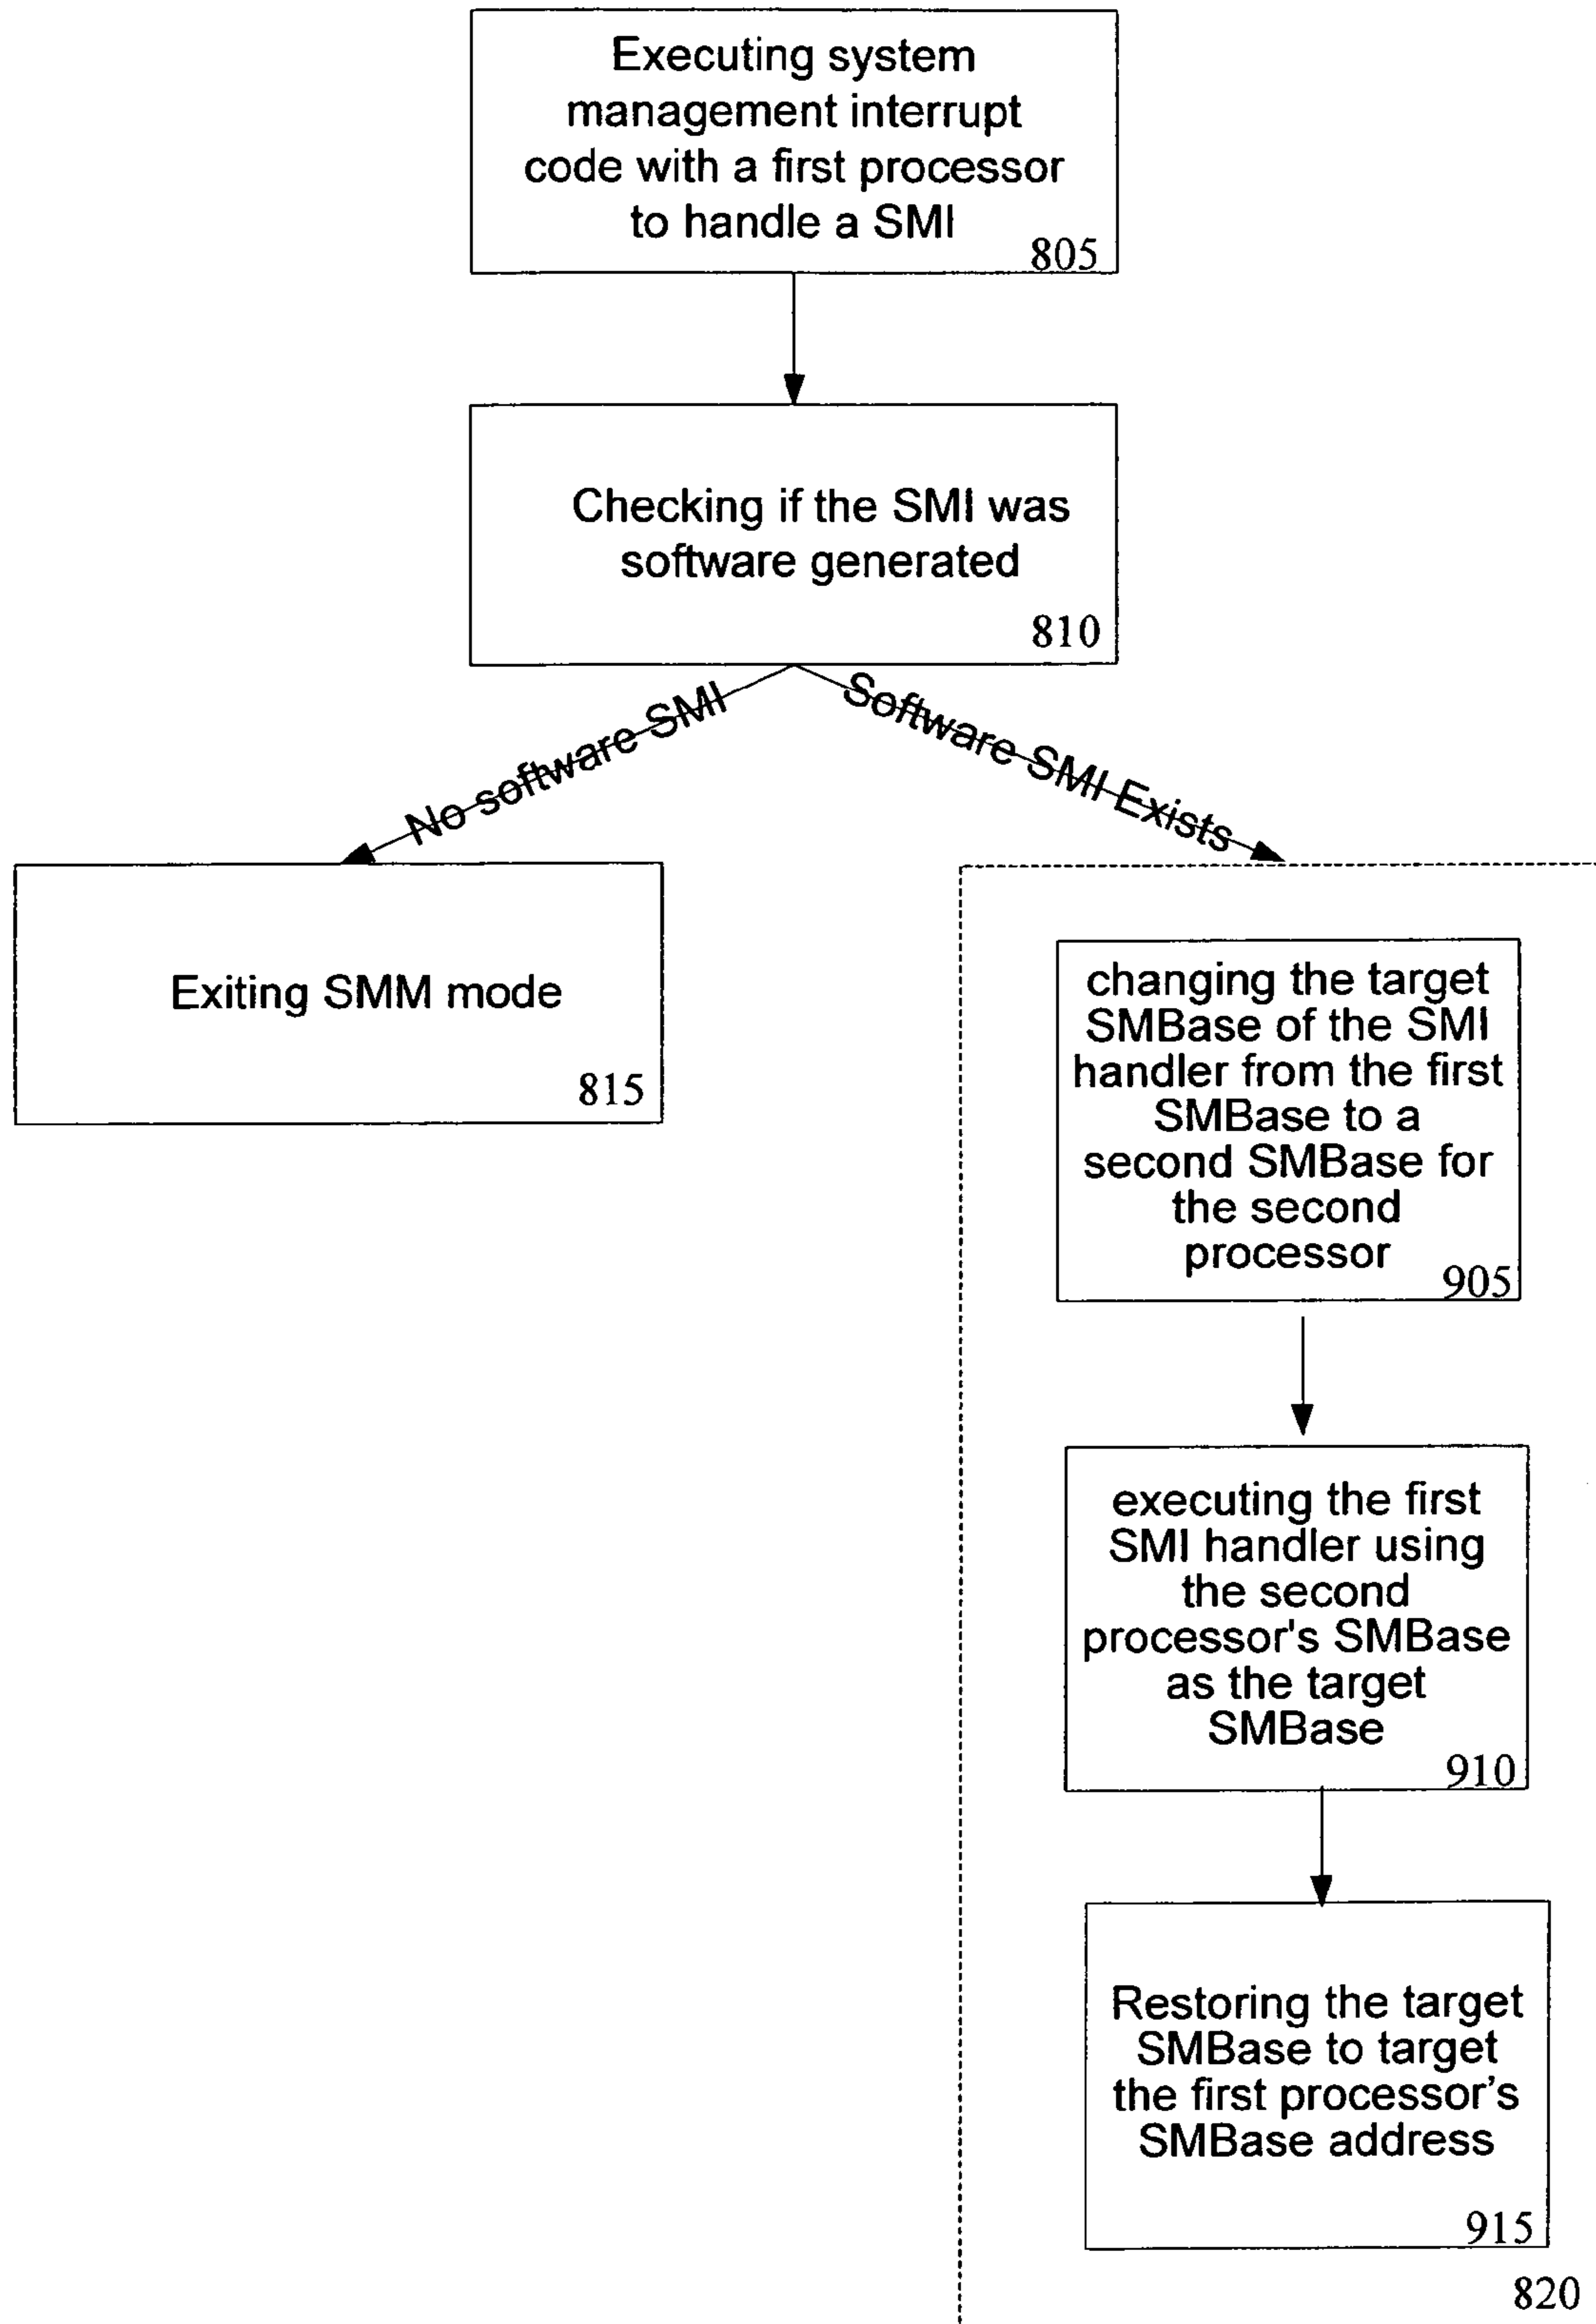 Executing system
management interrupt
code with a first processor
to handle a SMI
805
Checking if the SMI was
software generated
810
No software SMI
Software SMI Exists
Exiting SMM mode
815
changing the target
SMBase of the SMI
handler from the first
SMBase to a
second SMBase for
the second
processor
905
executing the first
SMI handler using
the second
processor's SMBase
as the target
SMBase
910
Restoring the target
SMBase to target
the first processor's
SMBase address
915
820